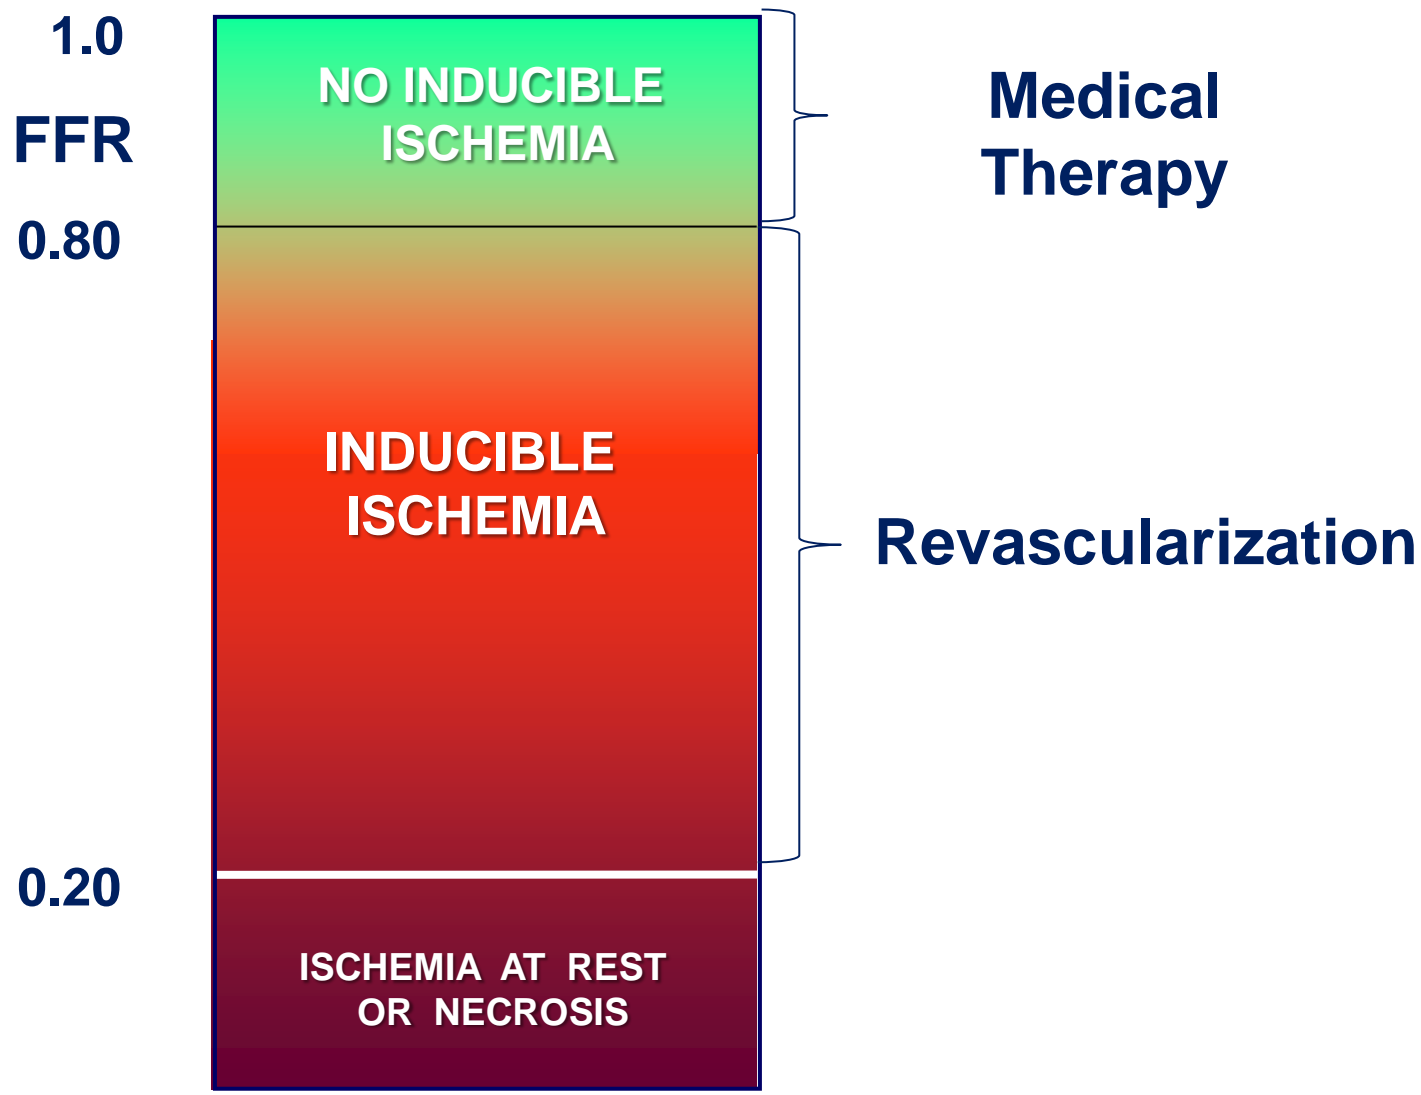 1.0
FFR
0.80
0.20
NO INDUCIBLE
ISCHEMIA
INDUCIBLE
ISCHEMIA
ISCHEMIA AT REST
OR NECROSIS
Medical
Therapy
Revascularization